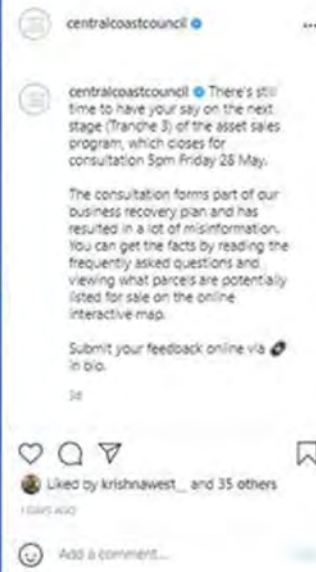 centralcoastcouncil
centralcoastcouncil There's still
time to have your say on the next
stage (Tranche 3) of the asset sales
program, which closes for
consultation 5pm Friday 28 May.
The consultation forms part of our
business recovery plan and has
resulted in a lot of misinformation.
You can get the facts by reading the
frequently asked questions and
viewing what parcels are potentially
listed for sale on the online
interactive map.
Submit your feedback online via 🔗
in bio.
3d
Liked by krishnawest_ and 35 others
3 DAYS AGO
Add a comment...